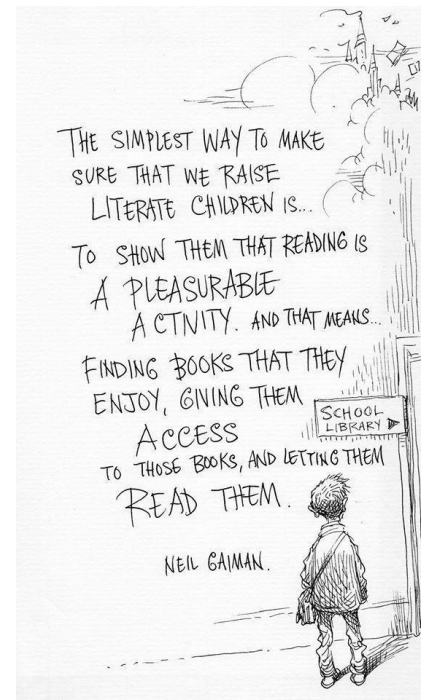 THE SIMPLEST WAY TO MAKE
SURE THAT WE RAISE
LITERATE CHILDREN IS...
TO SHOW THEM THAT READING IS
A PLEASURABLE
ACTIVITY. AND THAT MEANS...
FINDING BOOKS THAT THEY
ENJOY, GIVING THEM
ACCESS
TO THOSE BOOKS, AND LETTING THEM
READ THEM.
NEIL GAIMAN.
SCHOOL
LIBRARY